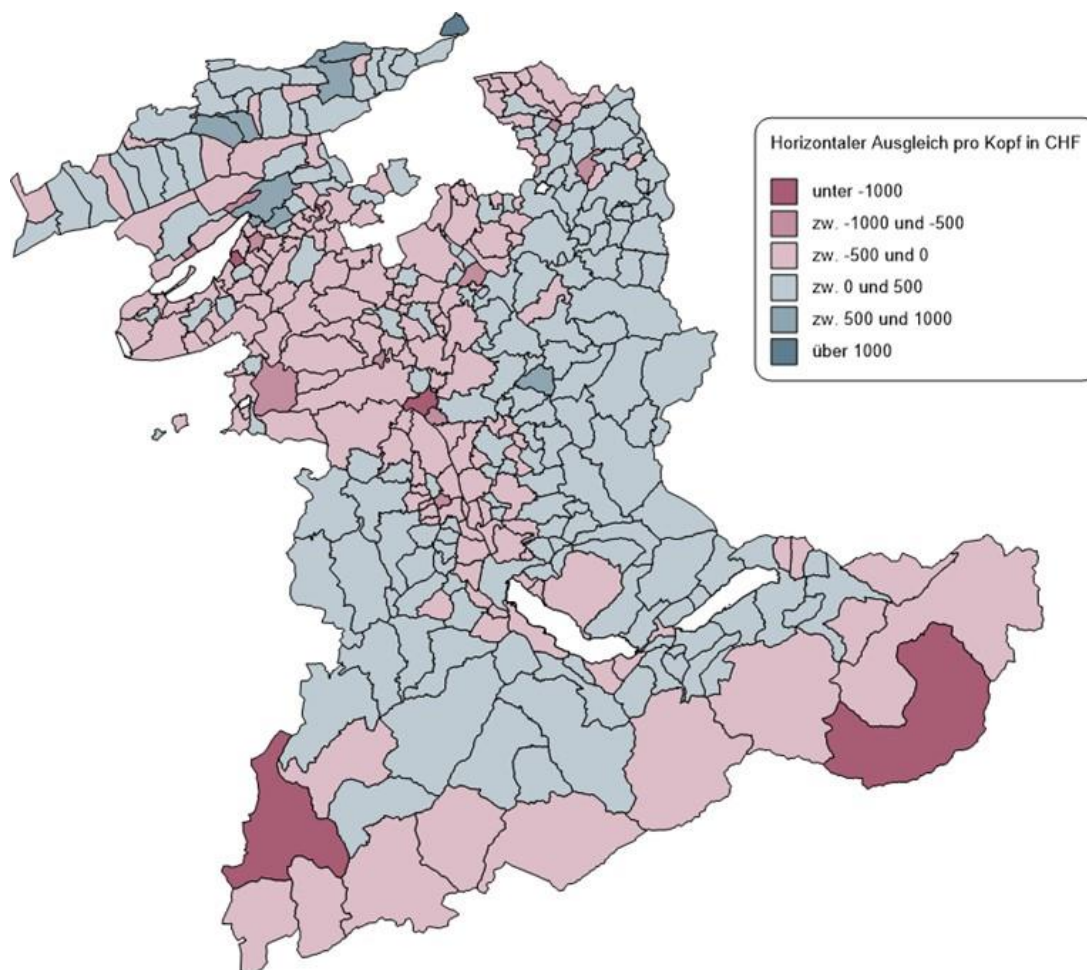 Horizontaler Ausgleich pro Kopf in CHF
unter -1000
zw. -1000 und -500
zw. -500 und 0
zw. 0 und 500
zw. 500 und 1000
über 1000